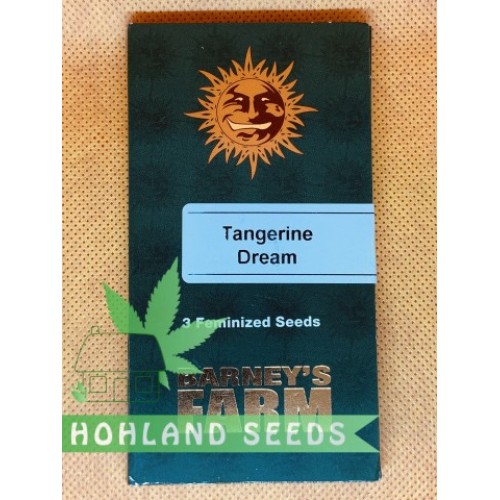 Tangerine
Dream
3 Feminized Seeds
BARNEY'S
FARM
HOHLAND SEEDS